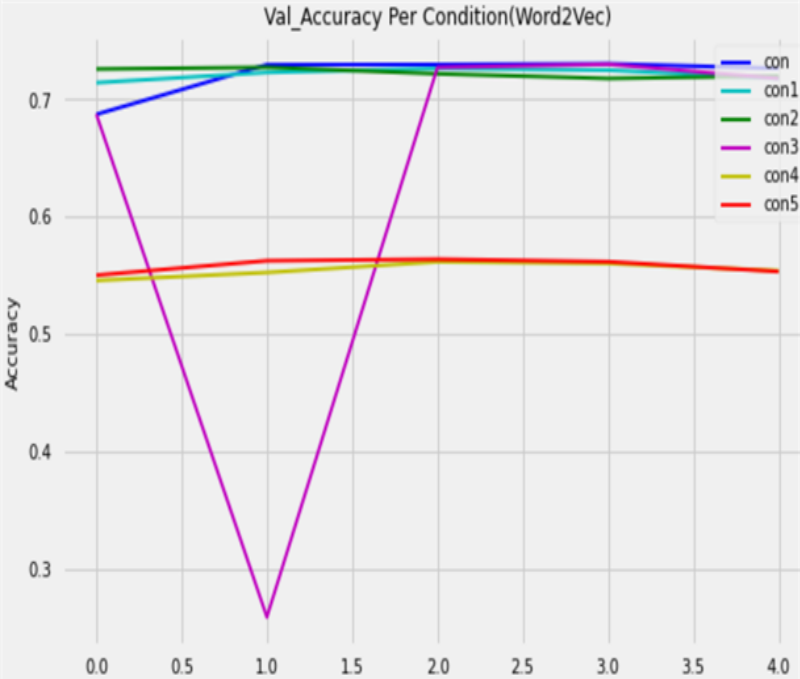 Val_Accuracy Per Condition(Word2Vec)
con
con1
con2
con3
con4
con5
Accuracy
0.7
0.6
0.5
0.4
0.3
0.0 0.5 1.0 1.5 2.0 2.5 3.0 3.5 4.0